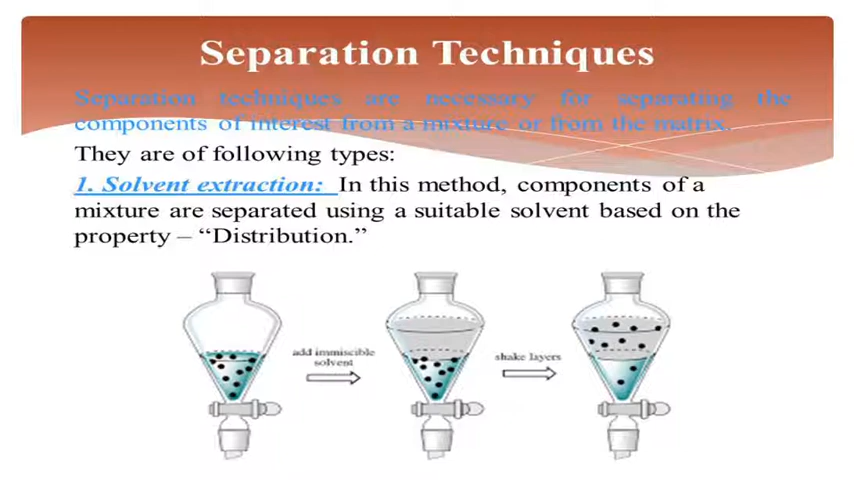 Separation Techniques
Separation techniques are necessary for separating the
components of interest from a mixture or from the matrix.
They are of following types:
1. Solvent extraction: In this method, components of a
mixture are separated using a suitable solvent based on the
property – “Distribution.”
add immiscible
solvent
shake layers